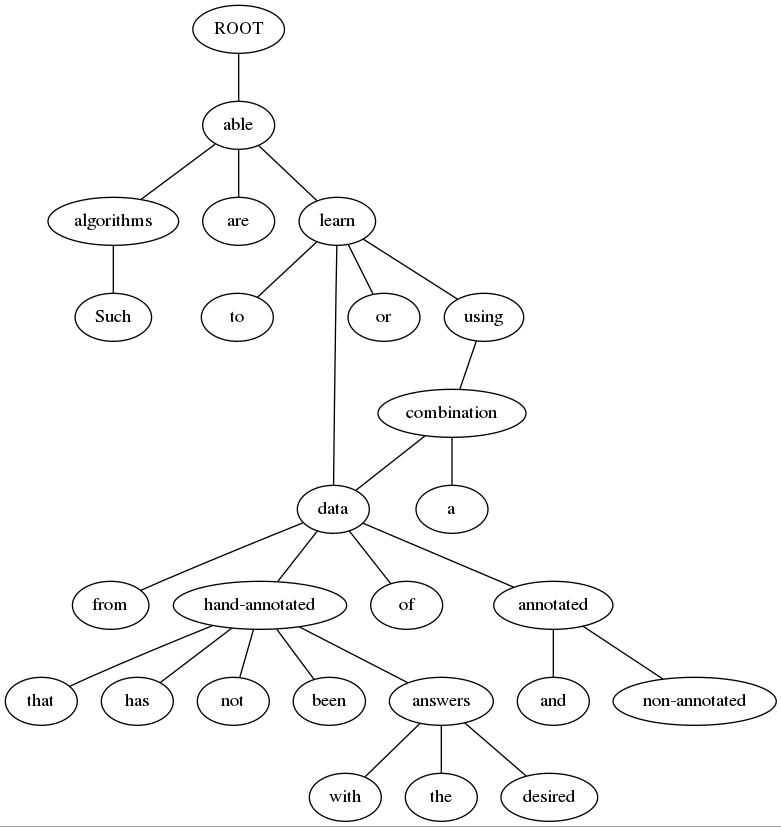 ROOT
able
algorithms are learn
Such to or using
combination
data a
from hand-annotated of annotated
that has not been answers and non-annotated
with the desired